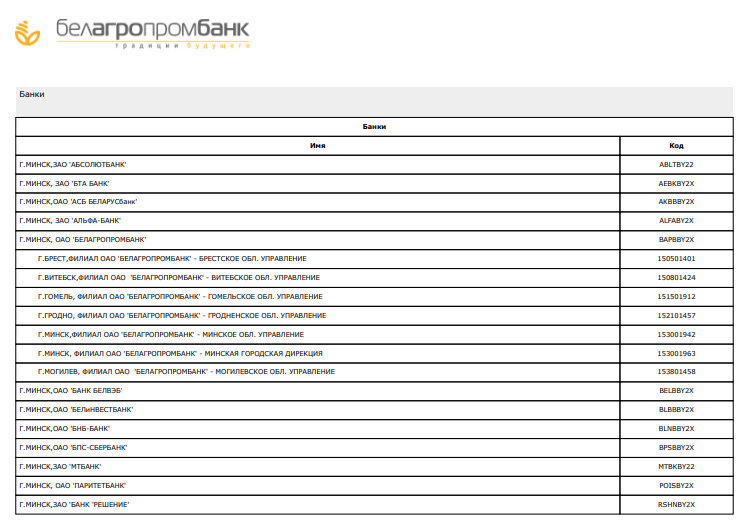 белагропромбанк
традиции будущего
Банки
Банки
Имя Код
Г.МИНСК,ЗАО 'АБСОЛЮТБАНК' ABLTBY22
Г.МИНСК, ЗАО 'БТА БАНК' AEBKBY2X
Г.МИНСК,ОАО 'АСБ БЕЛАРУСбанк' AKBBBY2X
Г.МИНСК, ЗАО 'АЛЬФА-БАНК' ALFABY2X
Г.МИНСК, ОАО 'БЕЛАГРОПРОМБАНК' BAPBBY2X
Г.БРЕСТ,ФИЛИАЛ ОАО 'БЕЛАГРОПРОМБАНК' - БРЕСТСКОЕ ОБЛ. УПРАВЛЕНИЕ 150501401
Г.ВИТЕБСК,ФИЛИАЛ ОАО 'БЕЛАГРОПРОМБАНК' - ВИТЕБСКОЕ ОБЛ. УПРАВЛЕНИЕ 150801424
Г.ГОМЕЛЬ, ФИЛИАЛ ОАО 'БЕЛАГРОПРОМБАНК' - ГОМЕЛЬСКОЕ ОБЛ. УПРАВЛЕНИЕ 151501912
Г.ГРОДНО, ФИЛИАЛ ОАО 'БЕЛАГРОПРОМБАНК' - ГРОДНЕНСКОЕ ОБЛ. УПРАВЛЕНИЕ 152101457
Г.МИНСК,ФИЛИАЛ ОАО 'БЕЛАГРОПРОМБАНК' - МИНСКОЕ ОБЛ. УПРАВЛЕНИЕ 153001942
Г.МИНСК, ФИЛИАЛ ОАО 'БЕЛАГРОПРОМБАНК' - МИНСКАЯ ГОРОДСКАЯ ДИРЕКЦИЯ 153001963
Г.МОГИЛЕВ, ФИЛИАЛ ОАО 'БЕЛАГРОПРОМБАНК' - МОГИЛЕВСКОЕ ОБЛ. УПРАВЛЕНИЕ 153801458
Г.МИНСК,ОАО 'БАНК БЕЛВЭБ' BELBBY2X
Г.МИНСК,ОАО 'БЕЛиНВЕСТБАНК' BLBBBY2X
Г.МИНСК,ОАО 'БНБ-БАНК' BLNBBY2X
Г.МИНСК,ОАО 'БПС-СБЕРБАНК' BPSBBY2X
Г.МИНСК,ЗАО 'МТБАНК' MTBKBY22
Г.МИНСК, ОАО 'ПАРИТЕТБАНК' POISBY2X
Г.МИНСК,ЗАО 'БАНК 'РЕШЕНИЕ' RSHNBY2X